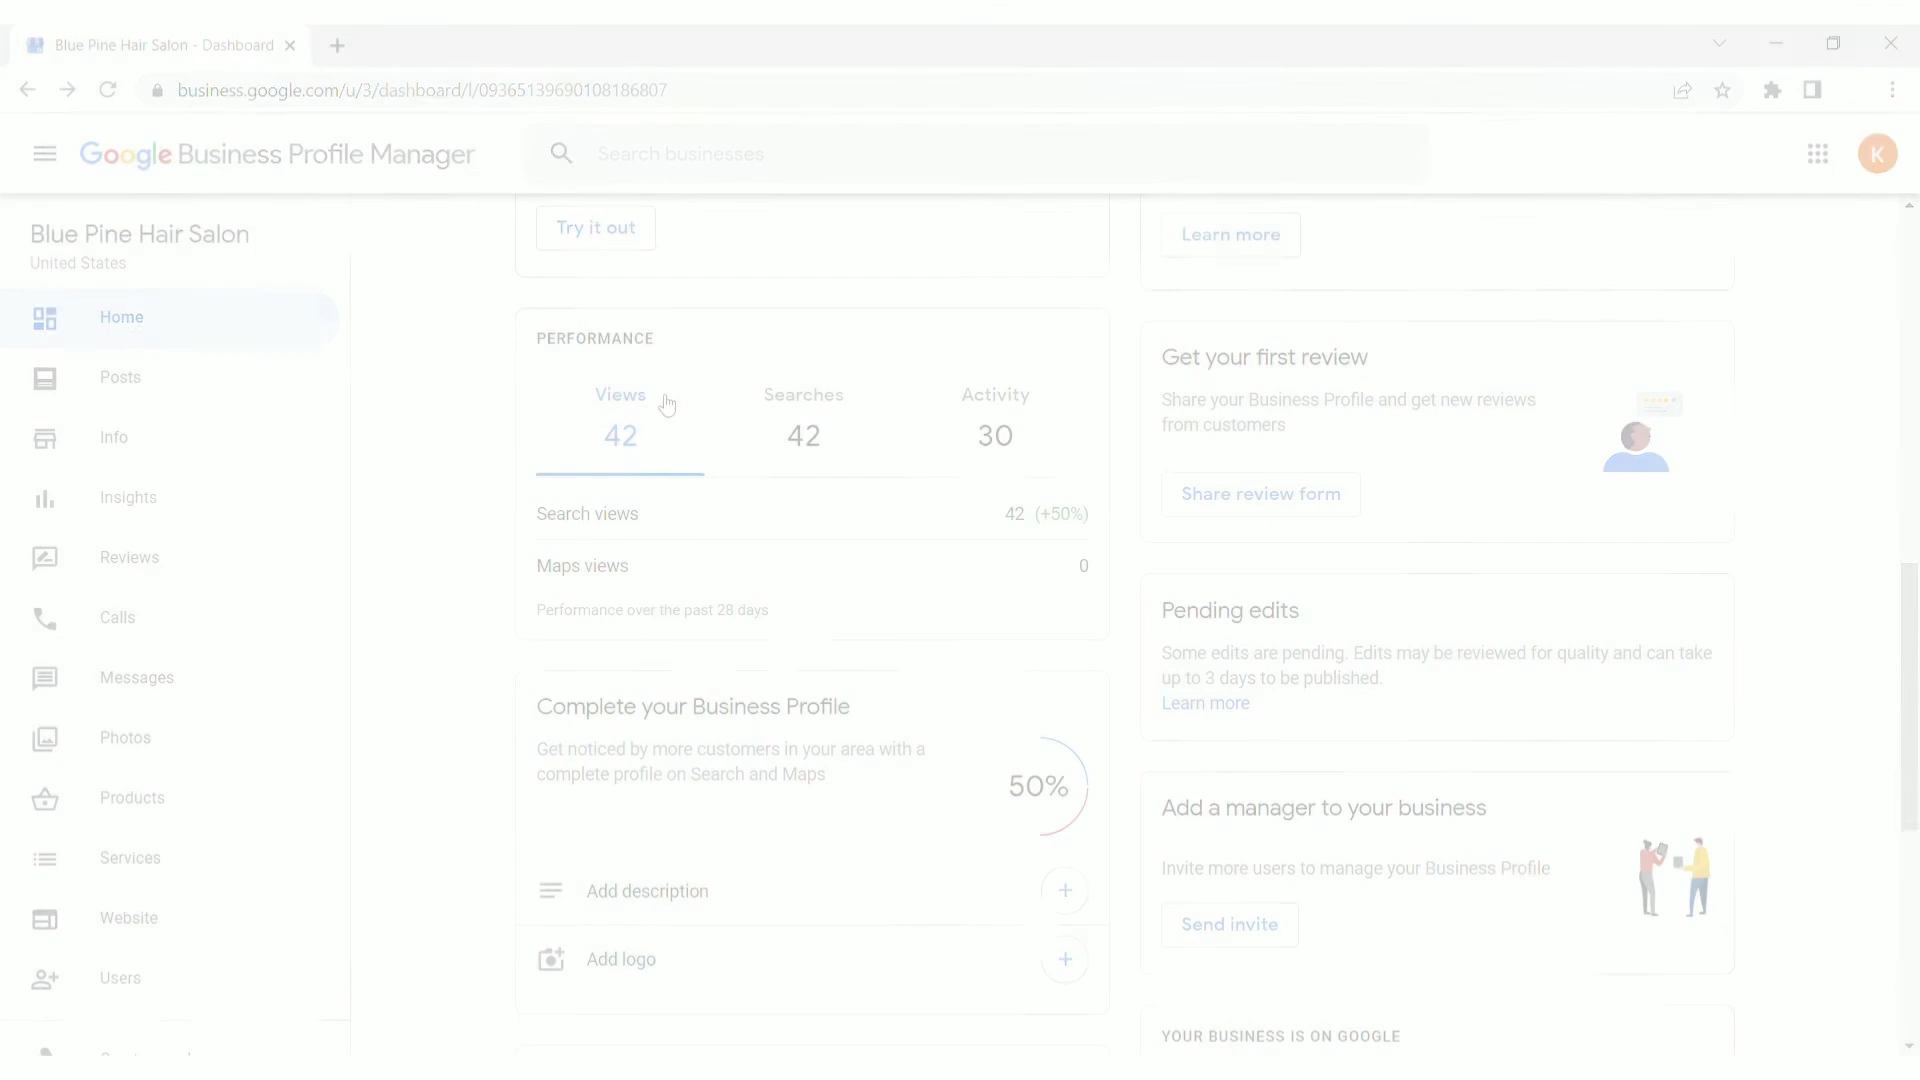 Blue Pine Hair Salon - Dashboard
business.google.com/u/3/dashboard/l/09365139690108186807
Google Business Profile Manager
Search businesses
K
Blue Pine Hair Salon
United States
Home
Posts
Info
Insights
Reviews
Calls
Messages
Photos
Products
Services
Website
Users
Try it out
PERFORMANCE
Views
Searches
Activity
42
42
30
Search views
42 (+50%)
Maps views
0
Performance over the past 28 days
Complete your Business Profile
Get noticed by more customers in your area with a
complete profile on Search and Maps
50%
Add description
Add logo
Learn more
Get your first review
Share your Business Profile and get new reviews
from customers
Share review form
Pending edits
Some edits are pending. Edits may be reviewed for quality and can take
up to 3 days to be published.
Learn more
Add a manager to your business
Invite more users to manage your Business Profile
Send invite
YOUR BUSINESS IS ON GOOGLE